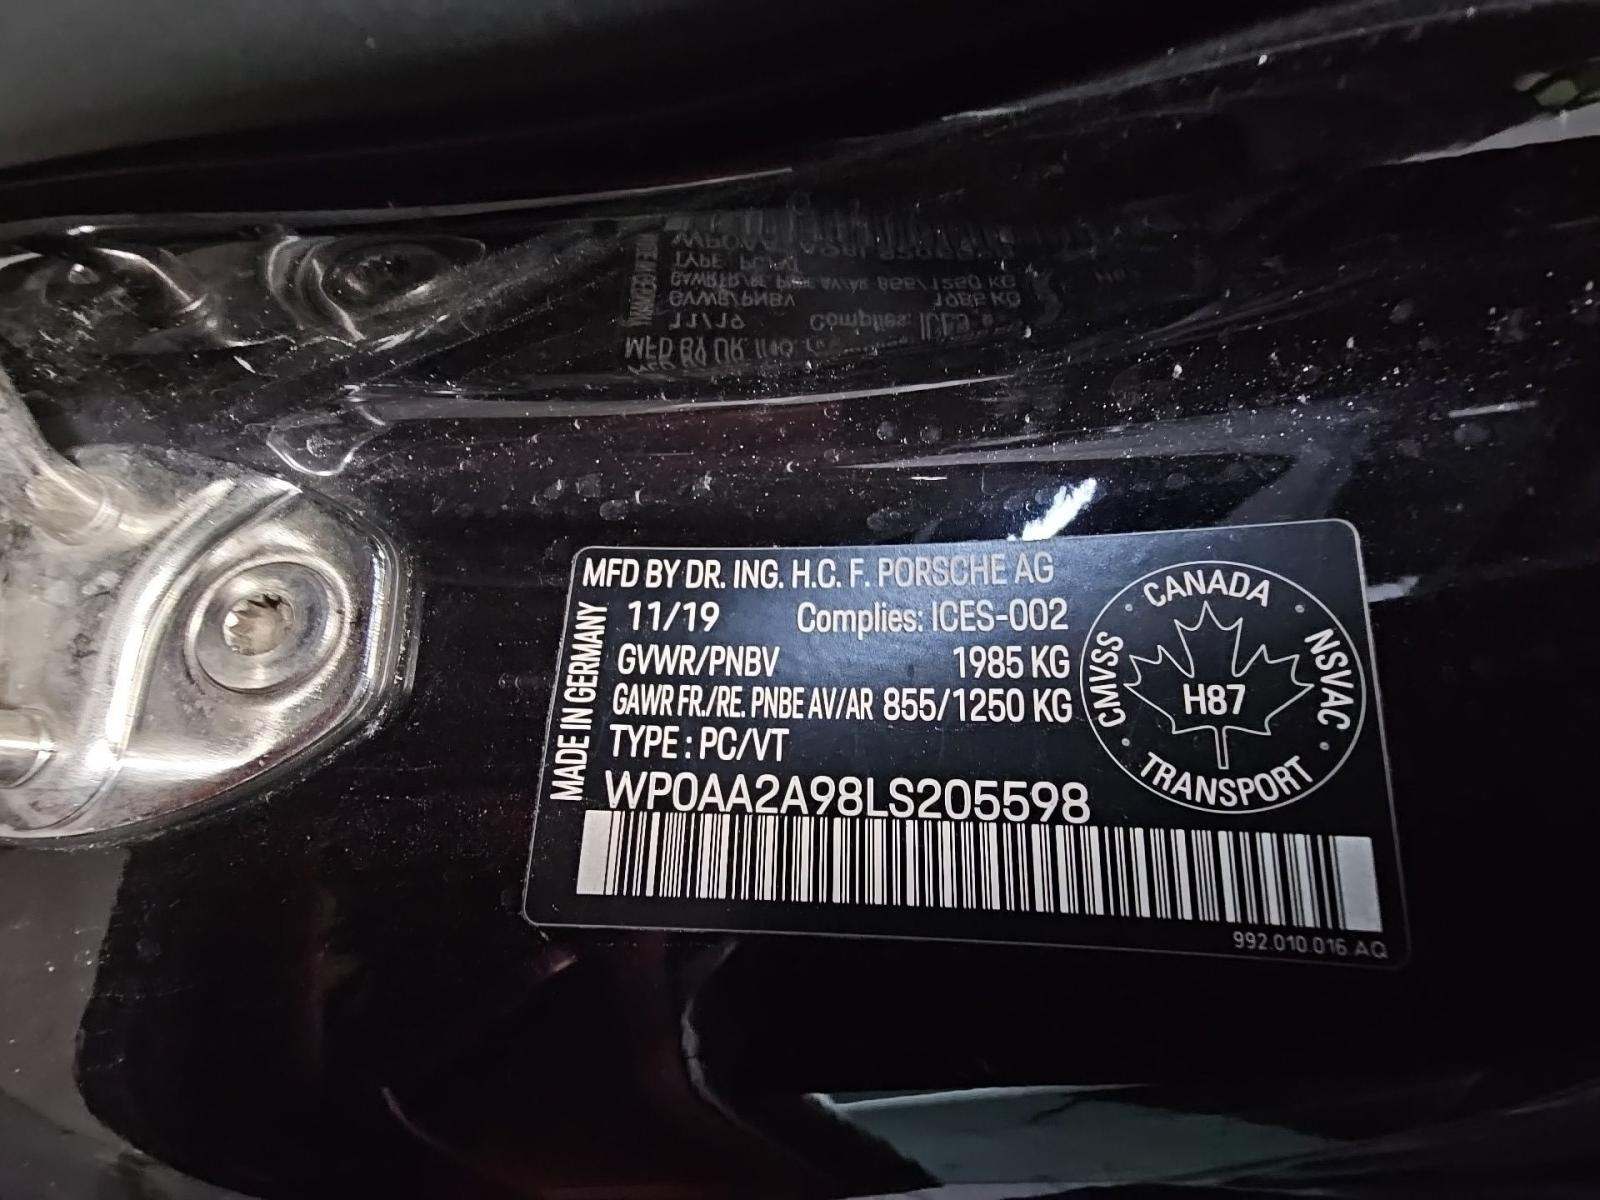 MFD BY DR. ING. H.C. F. PORSCHE AG
11/19 Complies: ICES-002
GVWR/PNBV 1985 KG
GAWR FR./RE. PNBE AV/AR 855/1250 KG
TYPE : PC/VT
WP0AA2A98LS205598
MADE IN GERMANY
CANADA
CMVSS
NSVAC
H87
TRANSPORT
992.010.016 AQ